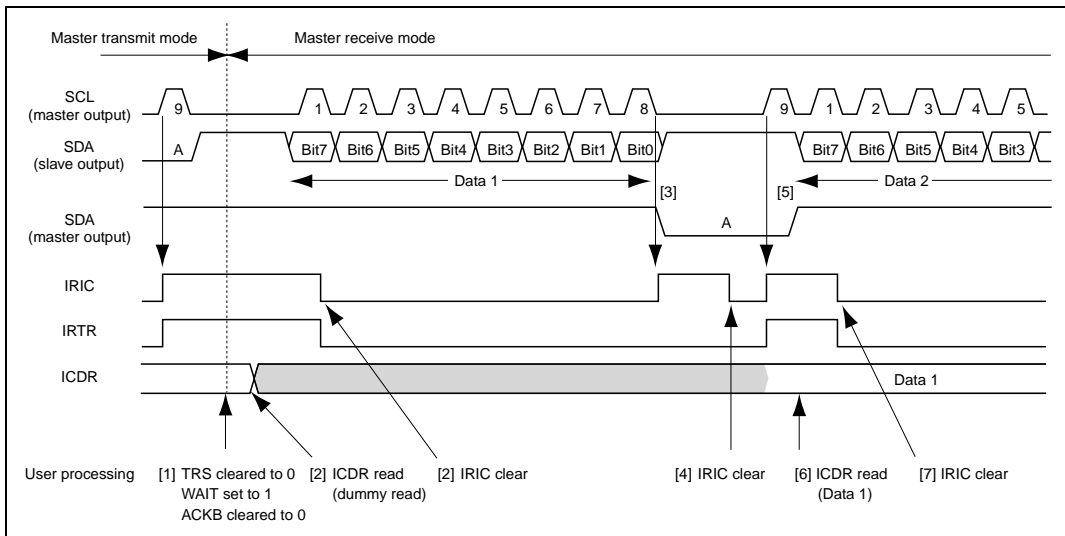 Master transmit mode
Master receive mode
SCL
(master output)
9
1
2
3
4
5
6
7
8
9
1
2
3
4
5
SDA
(slave output)
A
Bit7
Bit6
Bit5
Bit4
Bit3
Bit2
Bit1
Bit0
Bit7
Bit6
Bit5
Bit4
Bit3
Data 1
[3]
[5]
Data 2
SDA
(master output)
A
IRIC
IRTR
ICDR
Data 1
User processing
[1] TRS cleared to 0
WAIT set to 1
ACKB cleared to 0
[2] ICDR read
(dummy read)
[2] IRIC clear
[4] IRIC clear
[6] ICDR read
(Data 1)
[7] IRIC clear